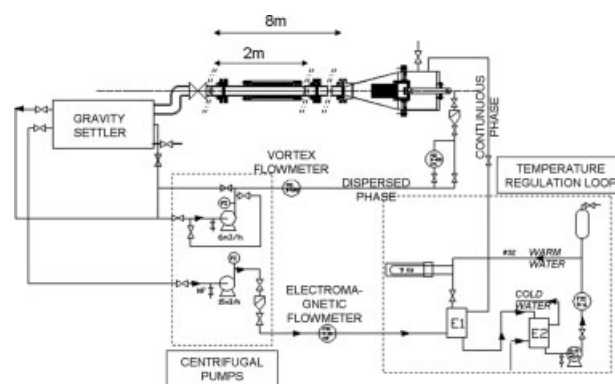 8m
2m
GRAVITY
SETTLER
CONTUNUOUS
PHASE
VORTEX
FLOWMETER
DISPERSED
PHASE
TEMPERATURE
REGULATION LOOP
6m3/h
WARM
WATER
COLD
WATER
ELECTROMA-
GNETIC
FLOWMETER
E1
E2
CENTRIFUGAL
PUMPS